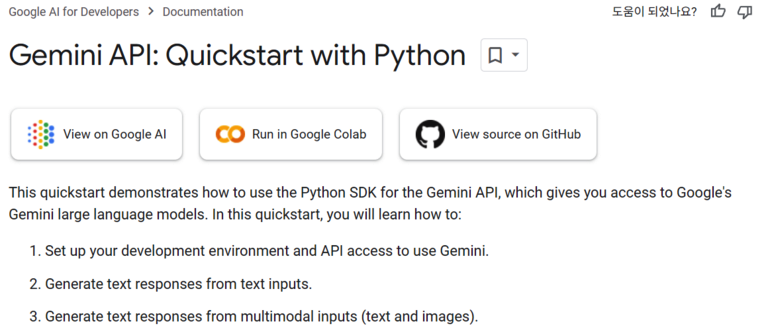 Google AI for Developers > Documentation
도움이 되었나요?
Gemini API: Quickstart with Python
View on Google AI
Run in Google Colab
View source on GitHub
This quickstart demonstrates how to use the Python SDK for the Gemini API, which gives you access to Google's
Gemini large language models. In this quickstart, you will learn how to:
1. Set up your development environment and API access to use Gemini.
2. Generate text responses from text inputs.
3. Generate text responses from multimodal inputs (text and images).